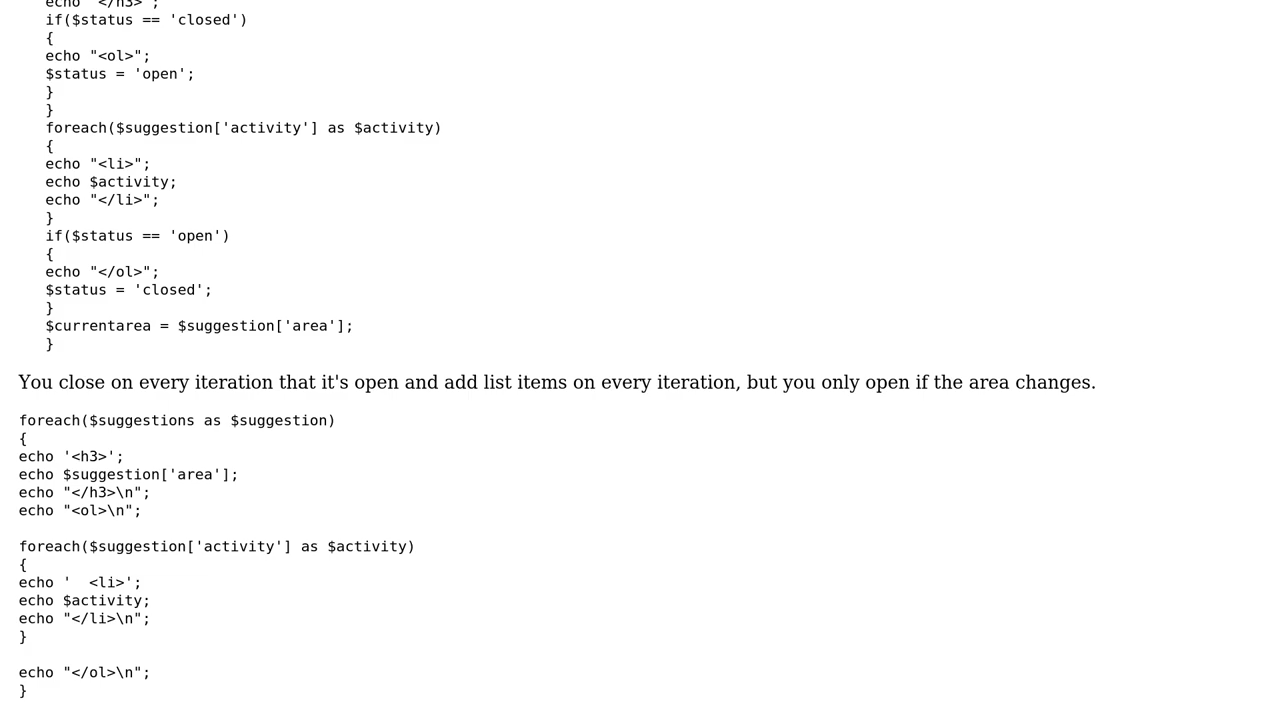 echo "</h3>";
if($status == 'closed')
{
echo "<ol>";
$status = 'open';
}
}
foreach($suggestion['activity'] as $activity)
{
echo "<li>";
echo $activity;
echo "</li>";
}
if($status == 'open')
{
echo "</ol>";
$status = 'closed';
}
$currentarea = $suggestion['area'];
}
You close on every iteration that it's open and add list items on every iteration, but you only open if the area changes.
foreach($suggestions as $suggestion)
{
echo '<h3>';
echo $suggestion['area'];
echo "</h3>\n";
echo "<ol>\n";
foreach($suggestion['activity'] as $activity)
{
echo '  <li>';
echo $activity;
echo "</li>\n";
}
echo "</ol>\n";
}